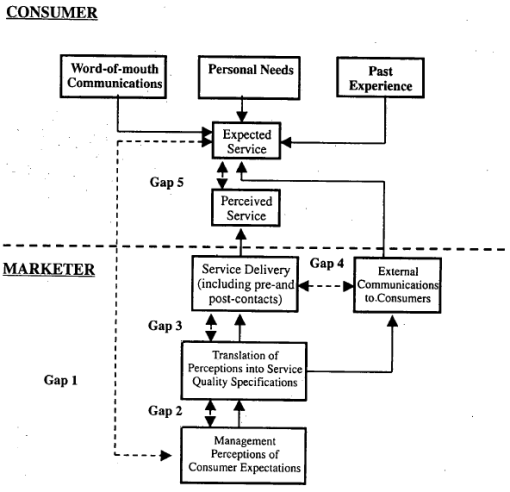 CONSUMER
Word-of-mouth
Communications
Personal Needs
Past
Experience
Expected
Service
Gap 5
Perceived
Service
MARKETER
Service Delivery
(including pre-and
post-contacts)
Gap 4
External
Communications
to.Consumers
Gap 3
Translation of
Perceptions into Service
Quality Specifications
Gap 1
Gap 2
Management
Perceptions of
Consumer Expectations